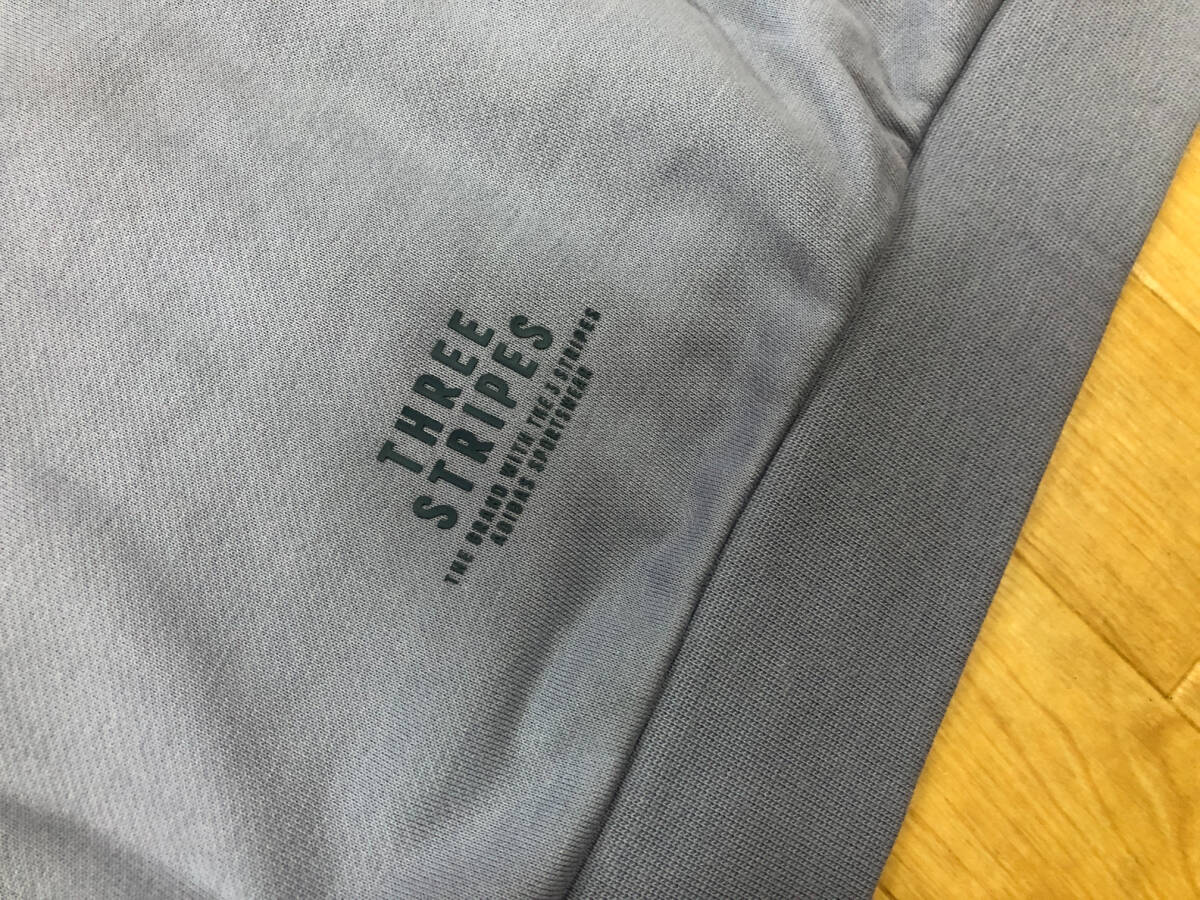 THREE
STRIPES
THE BRAND WITH THE 3 STRIPES
ADIDAS SPORTSWEAR